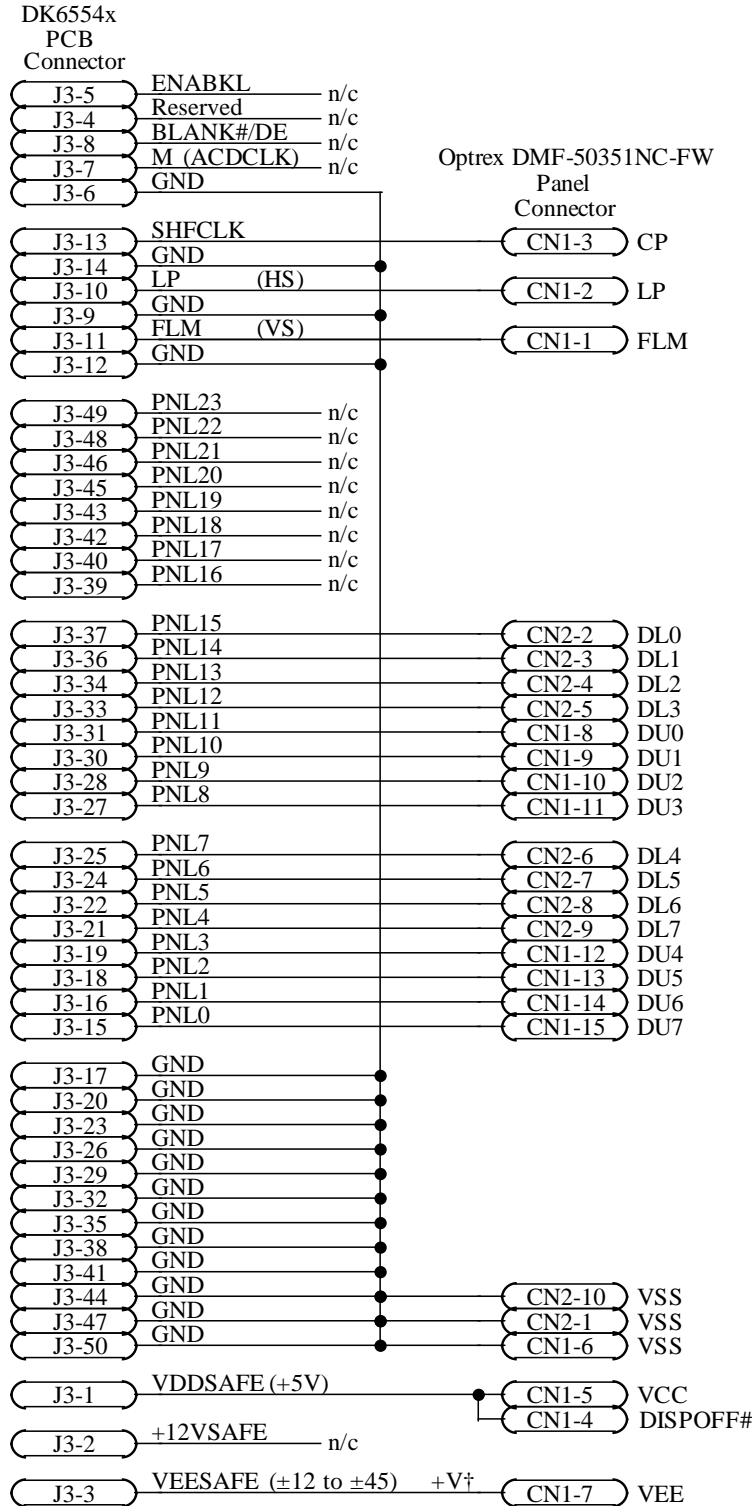 DK6554x
PCB
Connector
J3-5 ENABKL n/c
J3-4 Reserved n/c
J3-8 BLANK#/DE n/c
J3-7 M (ACDCLK) n/c
J3-6 GND
Optrex DMF-50351NC-FW
Panel
Connector
J3-13 SHFCLK CN1-3 CP
J3-14 GND
J3-10 LP (HS) CN1-2 LP
J3-9 GND
J3-11 FLM (VS) CN1-1 FLM
J3-12 GND
J3-49 PNL23 n/c
J3-48 PNL22 n/c
J3-46 PNL21 n/c
J3-45 PNL20 n/c
J3-43 PNL19 n/c
J3-42 PNL18 n/c
J3-40 PNL17 n/c
J3-39 PNL16 n/c
J3-37 PNL15 CN2-2 DL0
J3-36 PNL14 CN2-3 DL1
J3-34 PNL13 CN2-4 DL2
J3-33 PNL12 CN2-5 DL3
J3-31 PNL11 CN1-8 DU0
J3-30 PNL10 CN1-9 DU1
J3-28 PNL9 CN1-10 DU2
J3-27 PNL8 CN1-11 DU3
J3-25 PNL7 CN2-6 DL4
J3-24 PNL6 CN2-7 DL5
J3-22 PNL5 CN2-8 DL6
J3-21 PNL4 CN2-9 DL7
J3-19 PNL3 CN1-12 DU4
J3-18 PNL2 CN1-13 DU5
J3-16 PNL1 CN1-14 DU6
J3-15 PNL0 CN1-15 DU7
J3-17 GND
J3-20 GND
J3-23 GND
J3-26 GND
J3-29 GND
J3-32 GND
J3-35 GND
J3-38 GND
J3-41 GND
J3-44 GND CN2-10 VSS
J3-47 GND CN2-1 VSS
J3-50 GND CN1-6 VSS
J3-1 VDDSAFE (+5V) CN1-5 VCC
CN1-4 DISPOFF#
J3-2 +12VSAFE n/c
J3-3 VEESAFE (±12 to ±45) +V† CN1-7 VEE